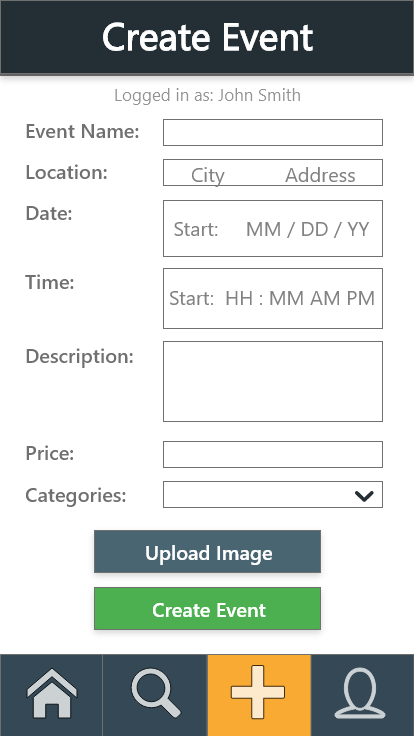 Create Event
Logged in as: John Smith
Event Name:
Location: City Address
Date: Start: MM / DD / YY
Time: Start: HH : MM AM PM
Description:
Price:
Categories:
Upload Image
Create Event